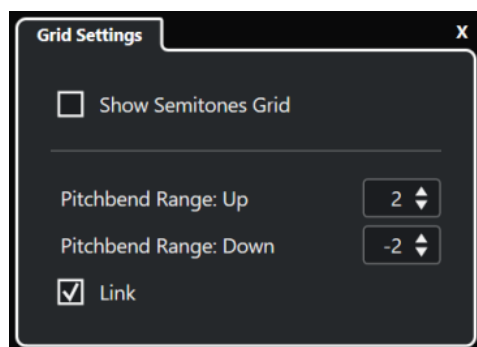 Grid Settings X
Show Semitones Grid
Pitchbend Range: Up 2
Pitchbend Range: Down -2
Link